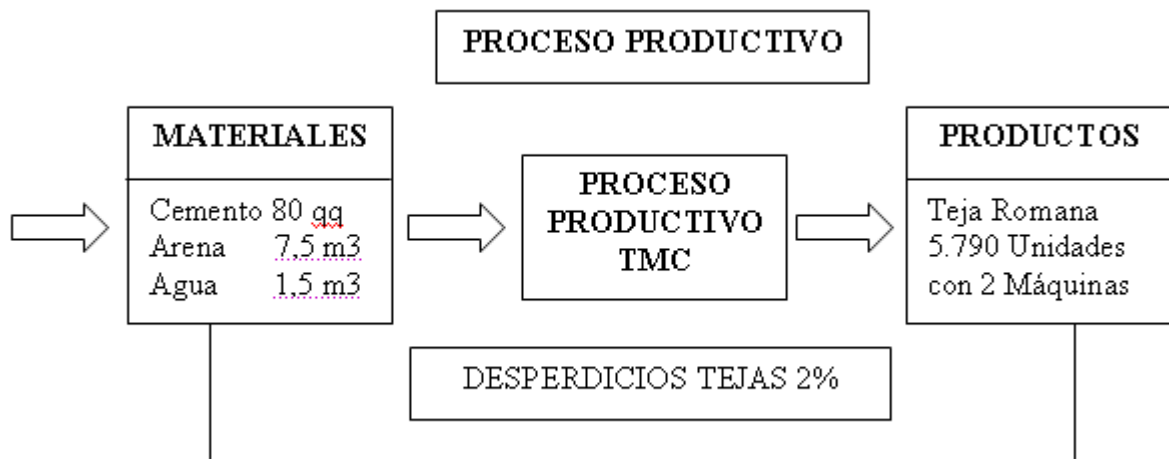 PROCESO PRODUCTIVO
MATERIALES
Cemento 80 qq
Arena 7,5 m3
Agua 1,5 m3
PROCESO
PRODUCTIVO
TMC
PRODUCTOS
Teja Romana
5.790 Unidades
con 2 Máquinas
DESPERDICIOS TEJAS 2%